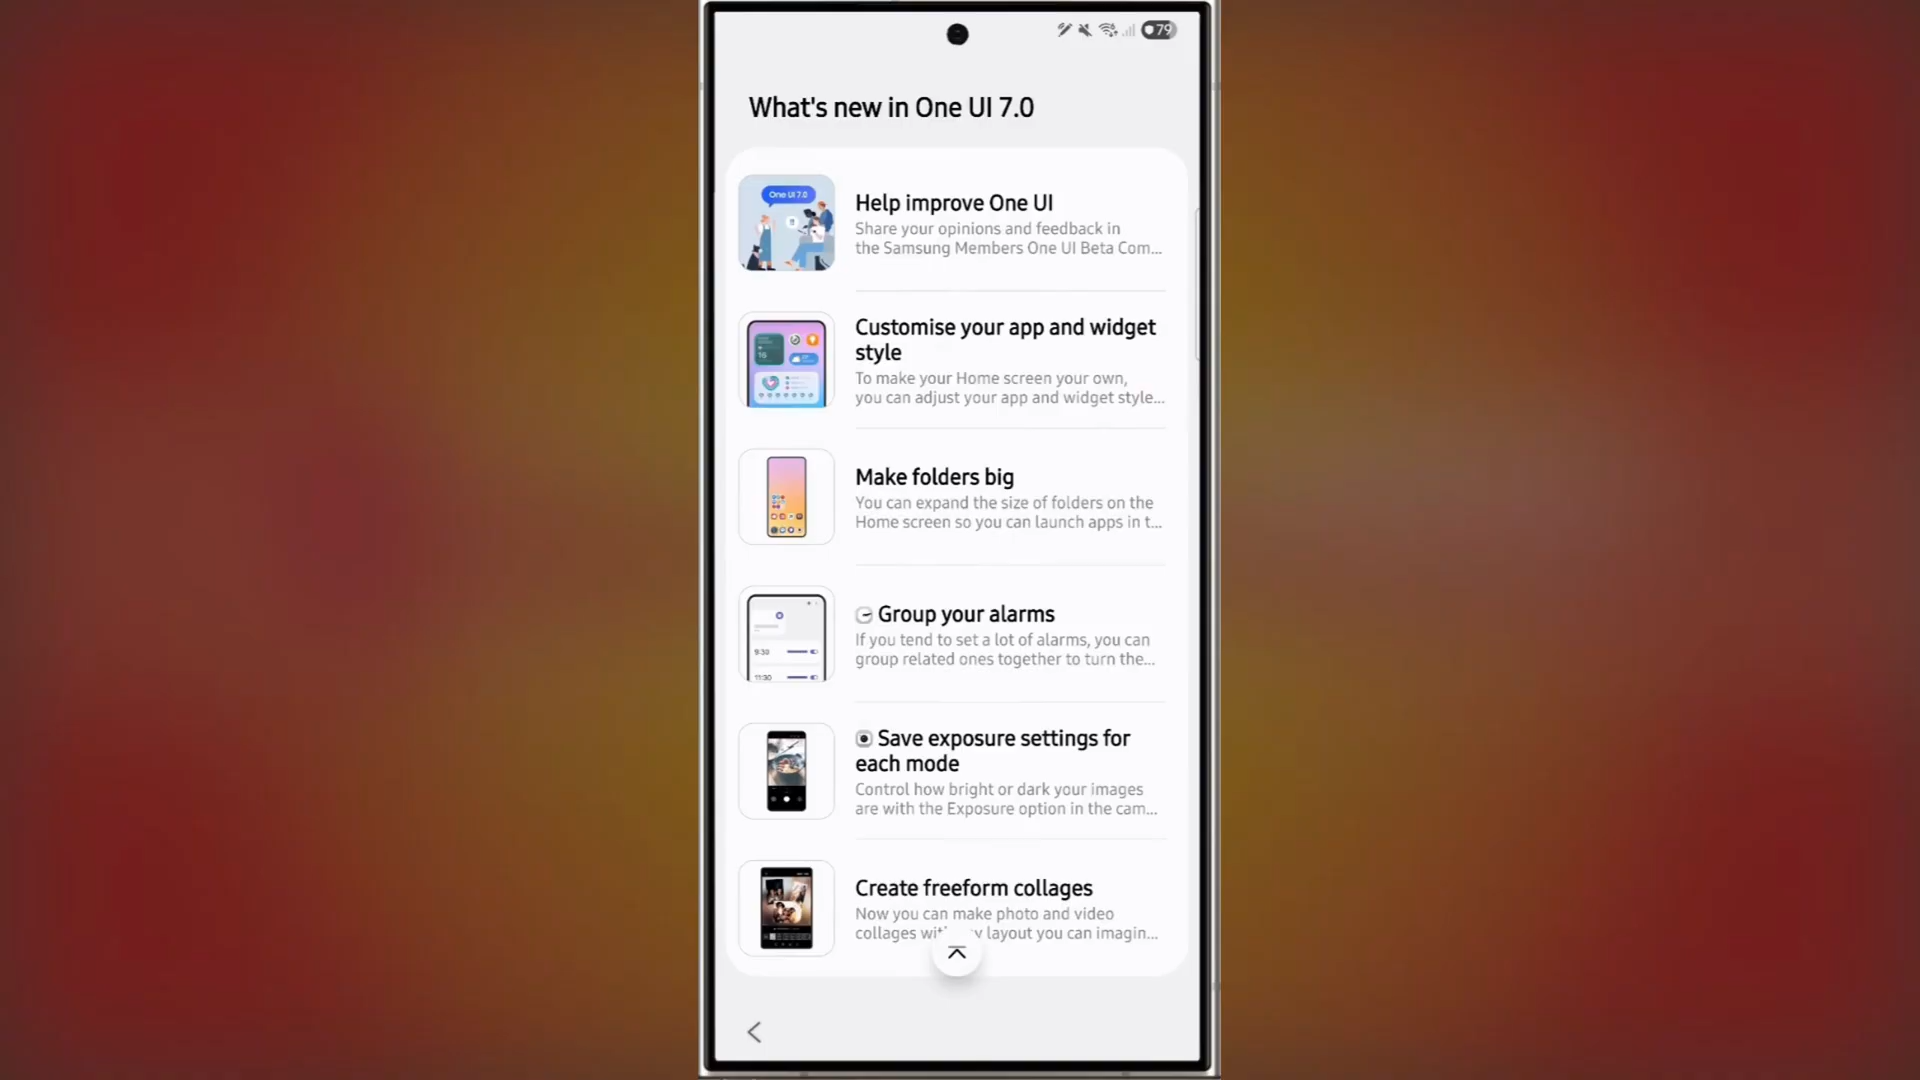 79
What's new in One UI 7.0
One UI 7.0
Help improve One UI
Share your opinions and feedback in
the Samsung Members One UI Beta Com...
Customise your app and widget
style
To make your Home screen your own,
you can adjust your app and widget style...
16
Make folders big
You can expand the size of folders on the
Home screen so you can launch apps in t...
Group your alarms
If you tend to set a lot of alarms, you can
group related ones together to turn the...
9:30
11:30
Save exposure settings for
each mode
Control how bright or dark your images
are with the Exposure option in the cam...
Create freeform collages
Now you can make photo and video
collages layout you can imagin...